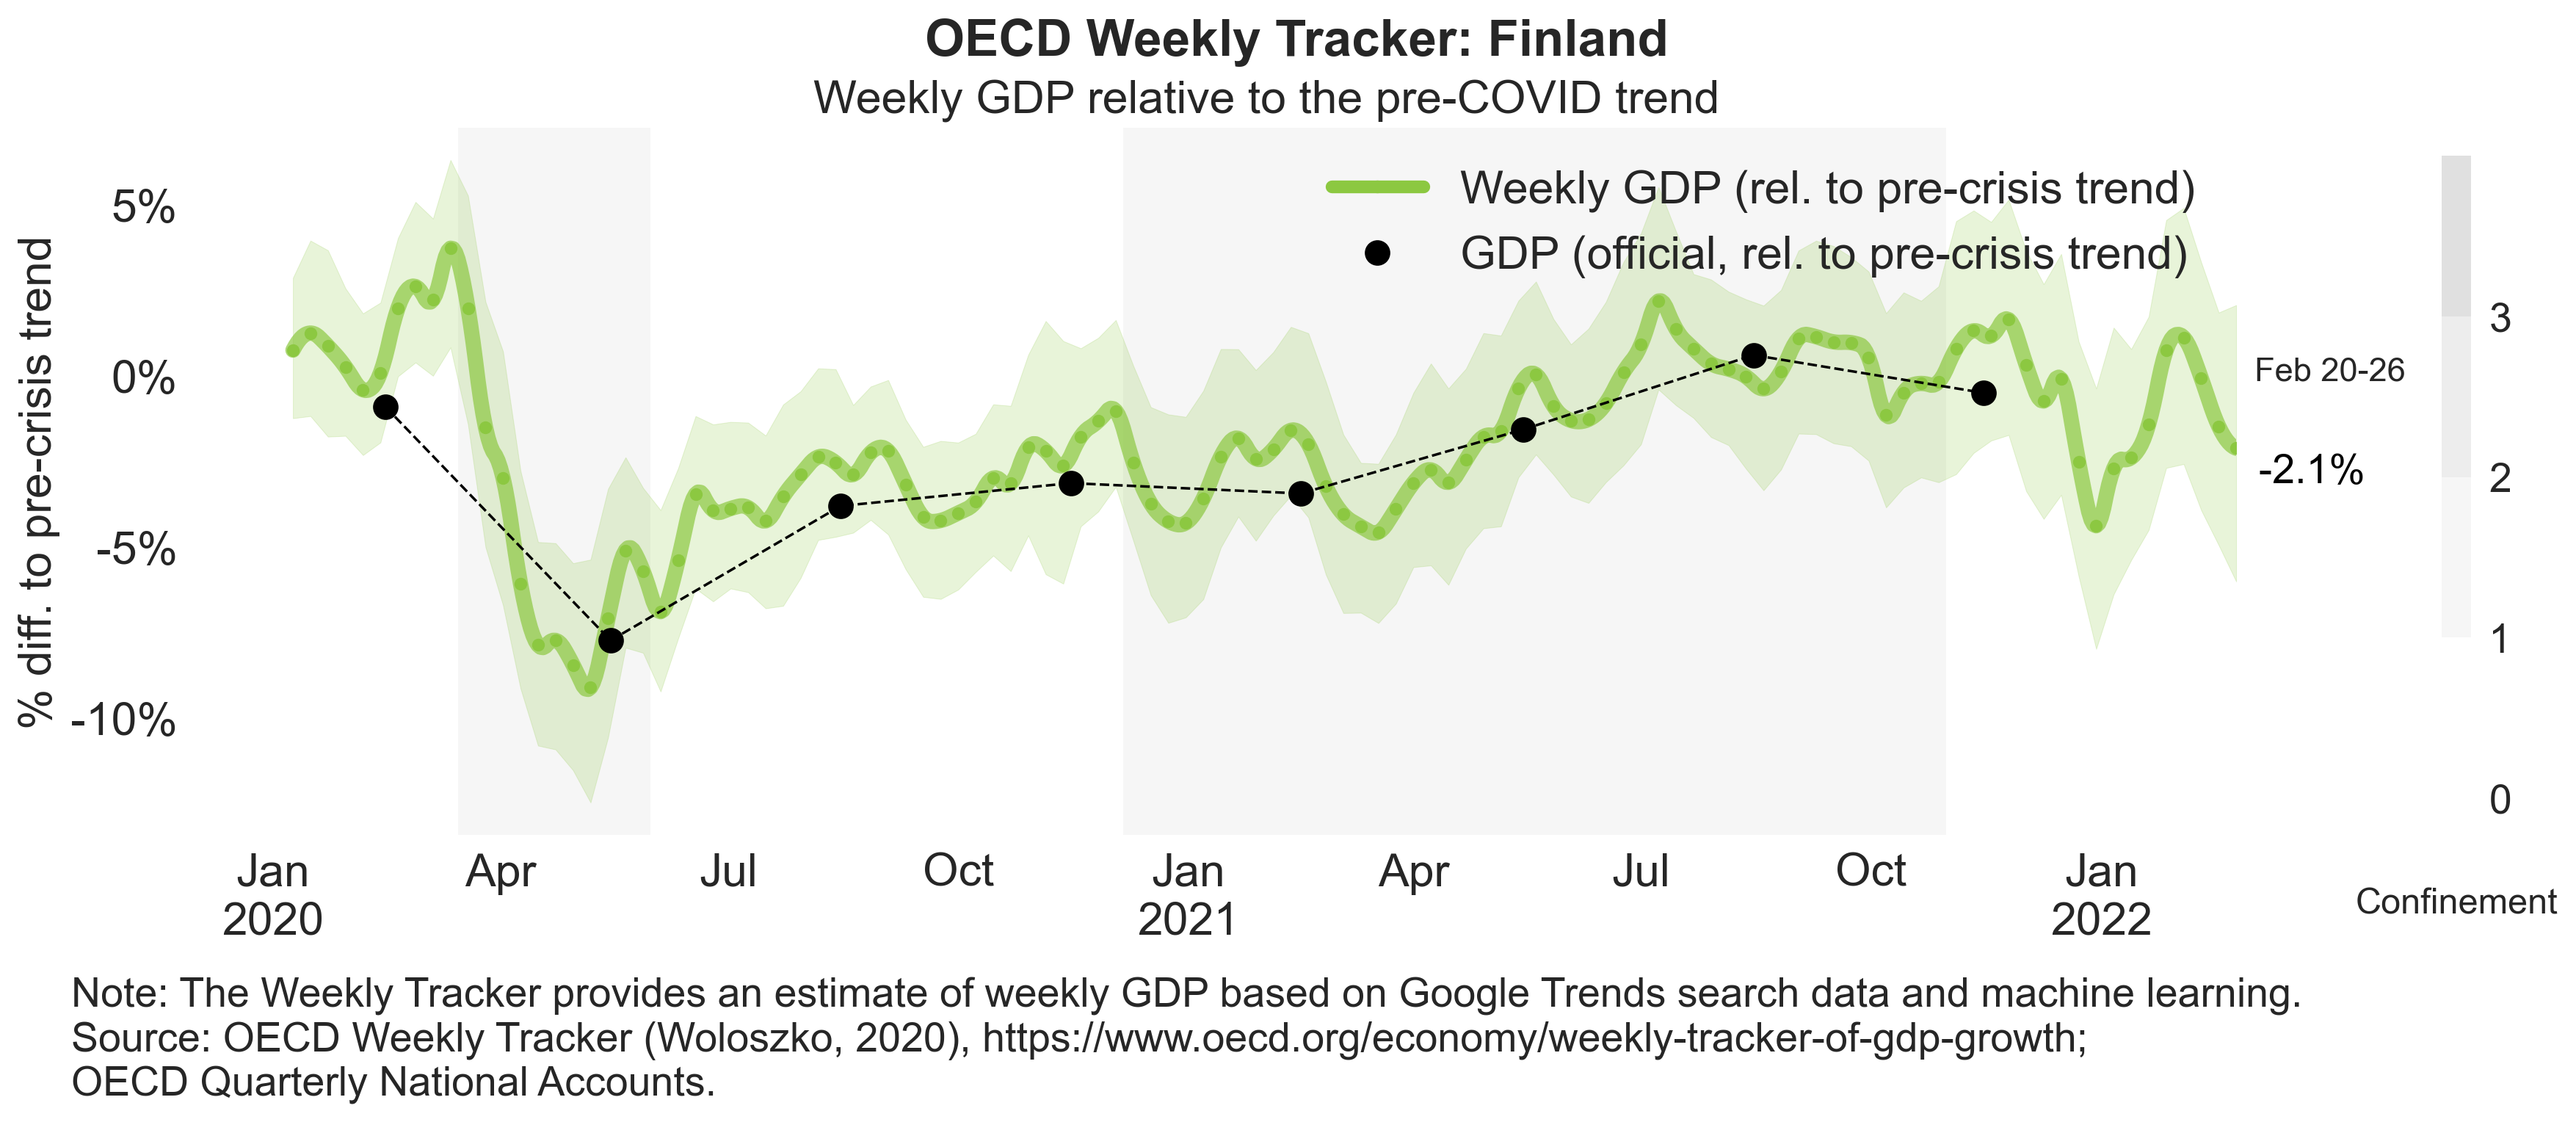 OECD Weekly Tracker: Finland
Weekly GDP relative to the pre-COVID trend
% diff. to pre-crisis trend
5%
0%
-5%
-10%
Weekly GDP (rel. to pre-crisis trend)
GDP (official, rel. to pre-crisis trend)
Feb 20-26
-2.1%
3
2
1
0
Confinement
Jan Apr Jul Oct Jan Apr Jul Oct Jan
2020 2021 2022
Note: The Weekly Tracker provides an estimate of weekly GDP based on Google Trends search data and machine learning.
Source: OECD Weekly Tracker (Woloszko, 2020), https://www.oecd.org/economy/weekly-tracker-of-gdp-growth;
OECD Quarterly National Accounts.